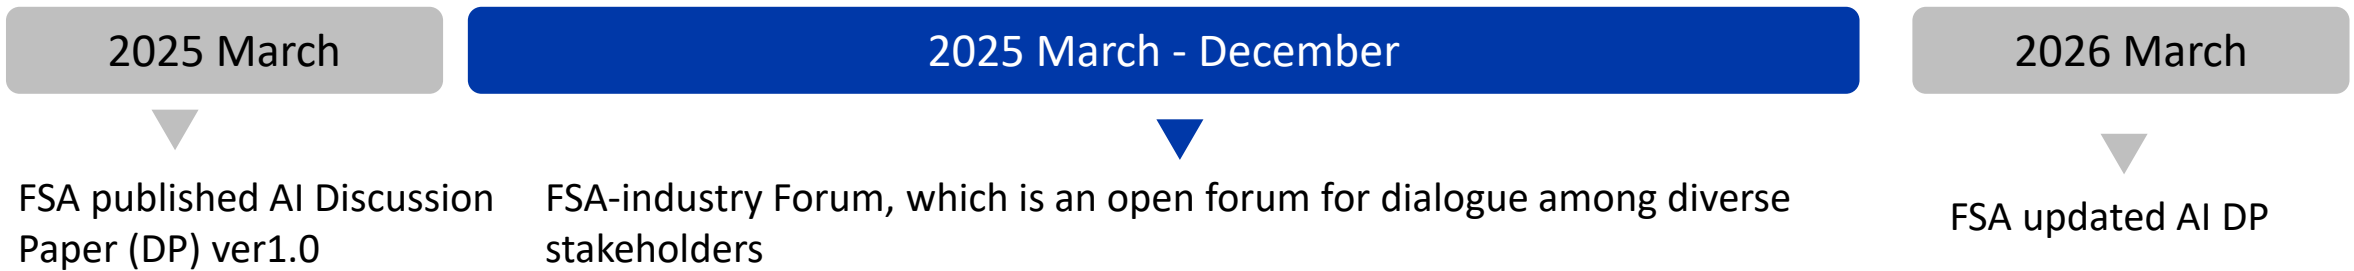 2025 March
2025 March - December
2026 March
FSA published AI Discussion
Paper (DP) ver1.0
FSA-industry Forum, which is an open forum for dialogue among diverse
stakeholders
FSA updated AI DP